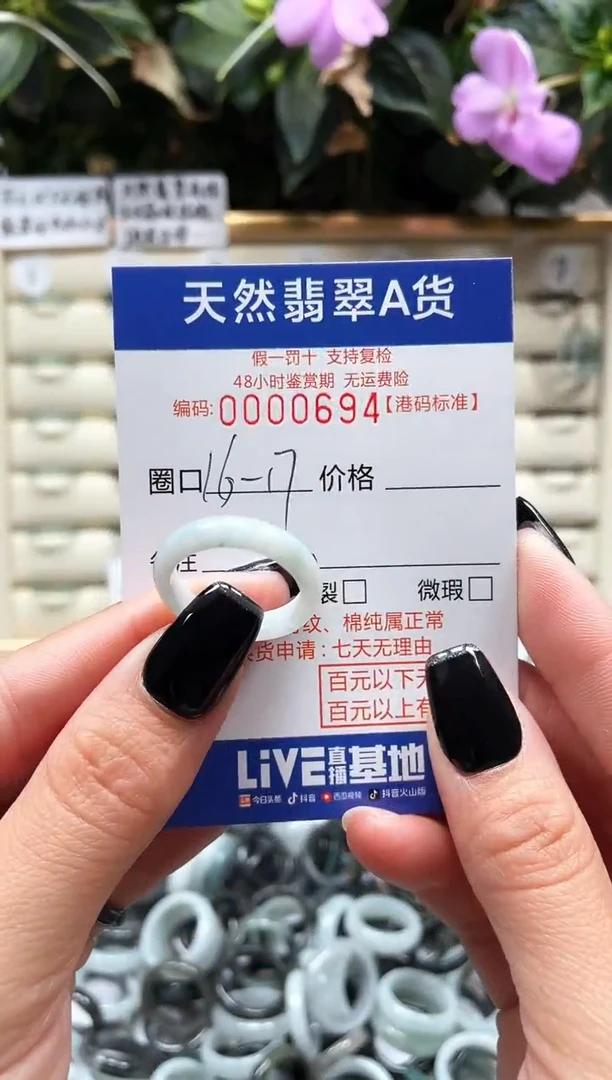 天然翡翠A货
假一罚十 支持复检
48小时鉴赏期 无运费险
编码: 0000694【港码标准】
圈口 16-17 价格
注
裂□ 微瑕□
纹、棉纯属正常
货申请:七天无理由
百元以下
百元以上有
LiVE直播基地
今日头条 抖音 西瓜视频 抖音火山版